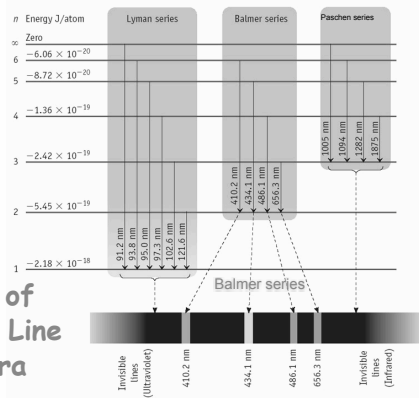 n Energy J/atom
Lyman series
Balmer series
Paschen series
∞ Zero
6 −6.06 × 10−20
5 −8.72 × 10−20
4 −1.36 × 10−19
3 −2.42 × 10−19
2 −5.45 × 10−19
1 −2.18 × 10−18
91.2 nm
93.8 nm
95.0 nm
97.3 nm
102.6 nm
121.6 nm
410.2 nm
434.1 nm
486.1 nm
656.3 nm
1005 nm
1094 nm
1282 nm
1875 nm
of
Line
ra
Balmer series
Invisible
lines
(Ultraviolet)
410.2 nm
434.1 nm
486.1 nm
656.3 nm
Invisible
lines
(Infrared)